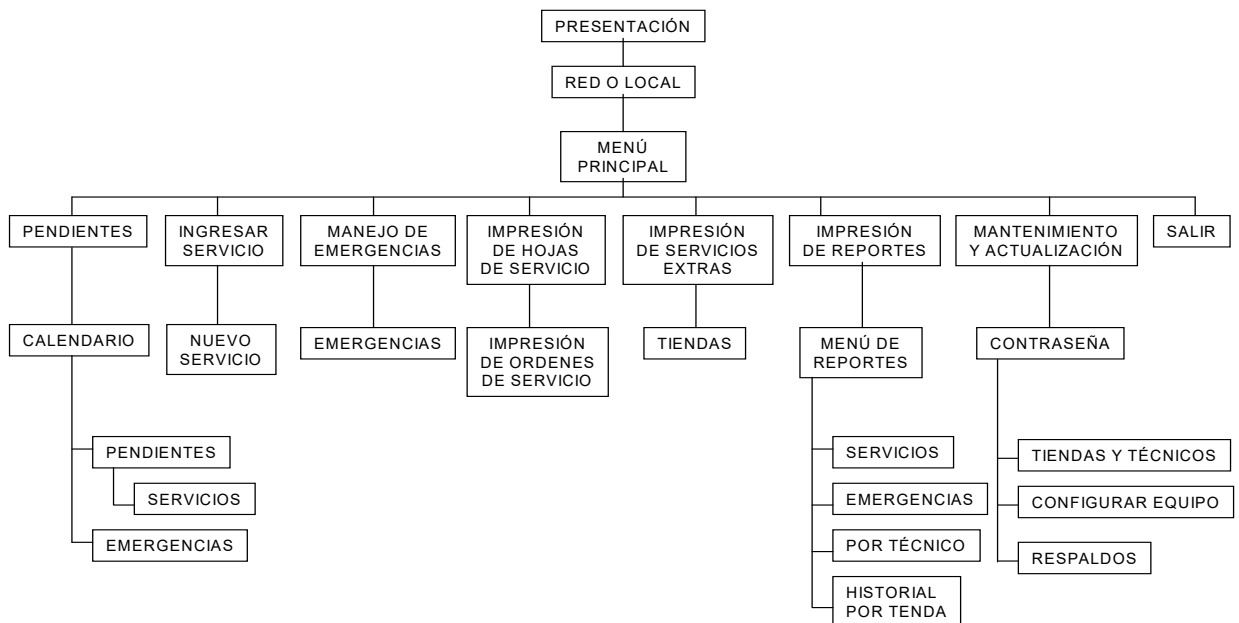 PRESENTACIÓN
RED O LOCAL
MENÚ
PRINCIPAL
PENDIENTES
INGRESAR
SERVICIO
MANEJO DE
EMERGENCIAS
IMPRESIÓN
DE HOJAS
DE SERVICIO
IMPRESIÓN
DE SERVICIOS
EXTRAS
IMPRESIÓN
DE REPORTES
MANTENIMIENTO
Y ACTUALIZACIÓN
SALIR
CALENDARIO
NUEVO
SERVICIO
EMERGENCIAS
IMPRESIÓN
DE ORDENES
DE SERVICIO
TIENDAS
MENÚ DE
REPORTES
CONTRASEÑA
PENDIENTES
SERVICIOS
EMERGENCIAS
SERVICIOS
EMERGENCIAS
POR TÉCNICO
HISTORIAL
POR TENDA
TIENDAS Y TÉCNICOS
CONFIGURAR EQUIPO
RESPALDOS